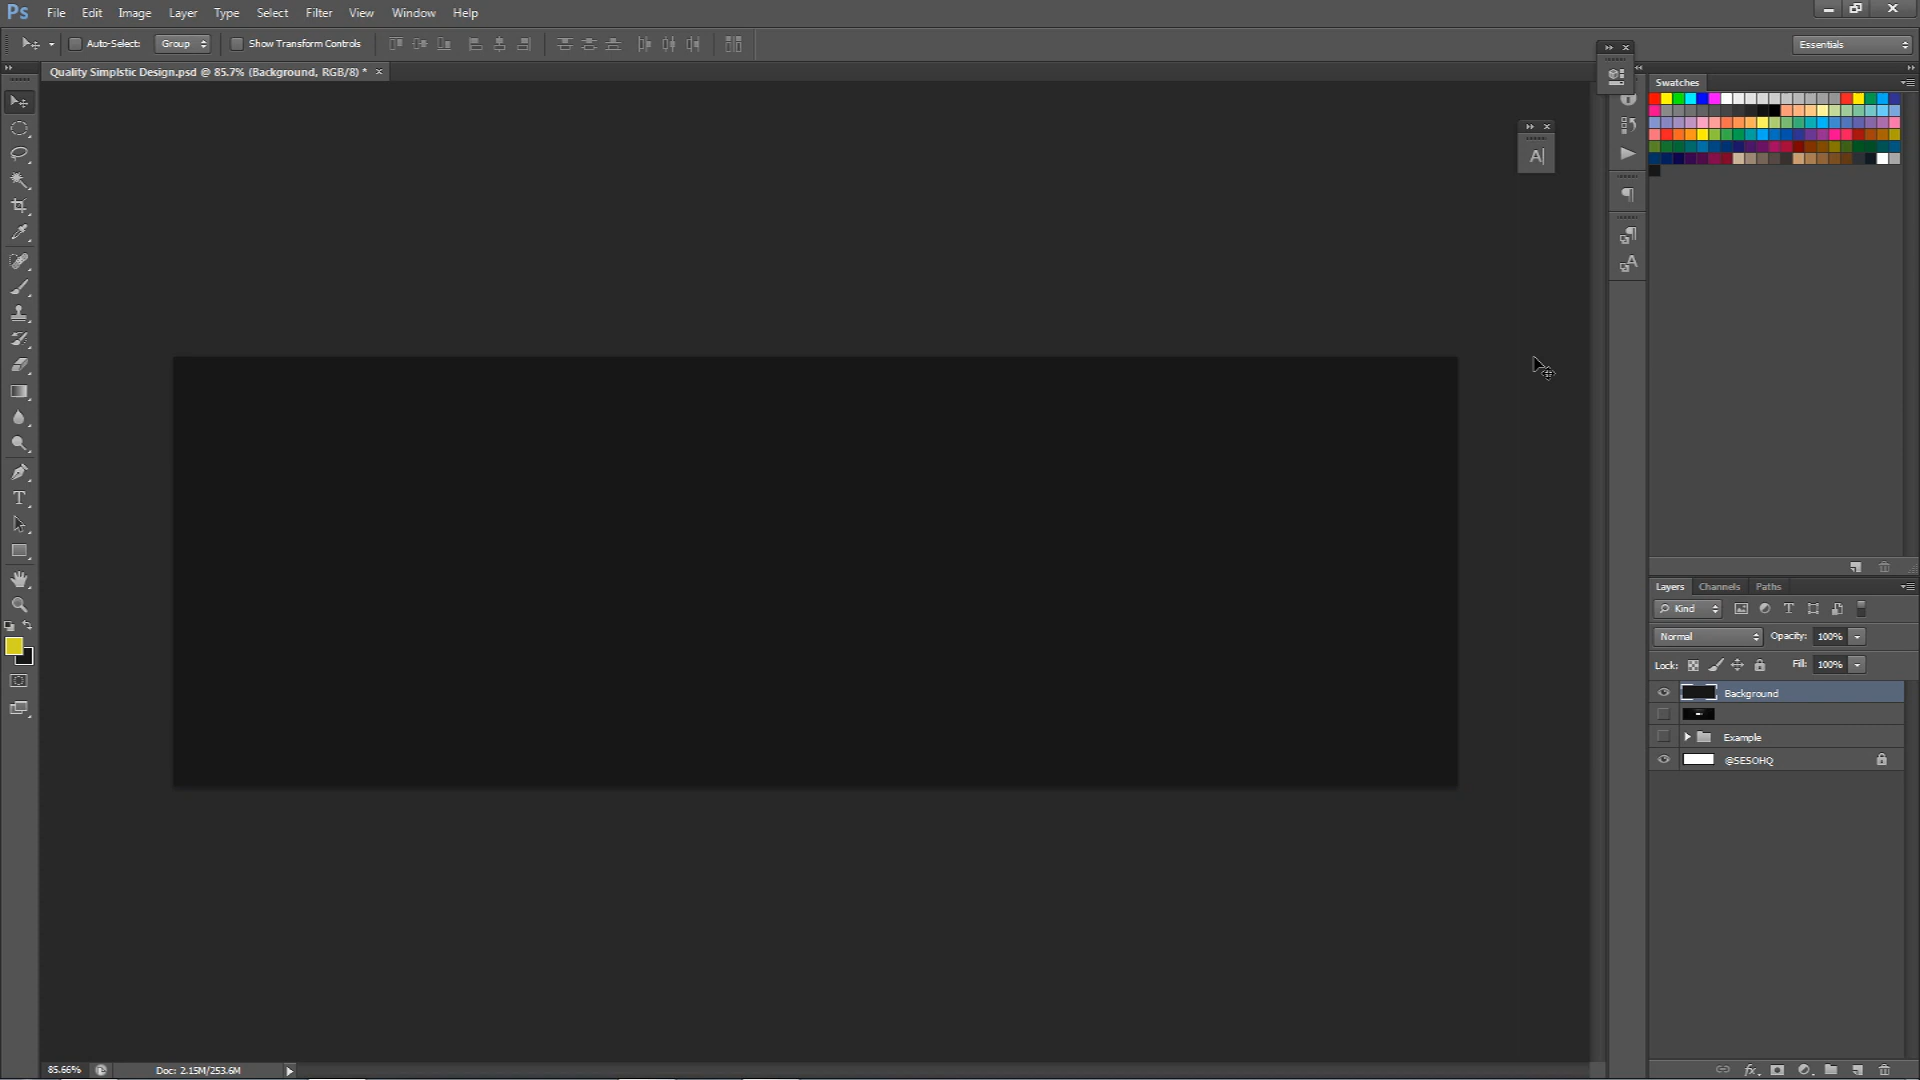 Ps File Edit Image Layer Type Select Filter View Window Help
Auto-Select: Group Show Transform Controls Essentials
Quality Simplstic Design.psd @ 85.7% (Background, RGB/8) * ×
Swatches
A|
T
Layers Channels Paths
Kind T
Normal Opacity: 100%
Lock: Fill: 100%
Background
Example
@SESOHQ
85.66% Doc: 2.15M/253.6M fx